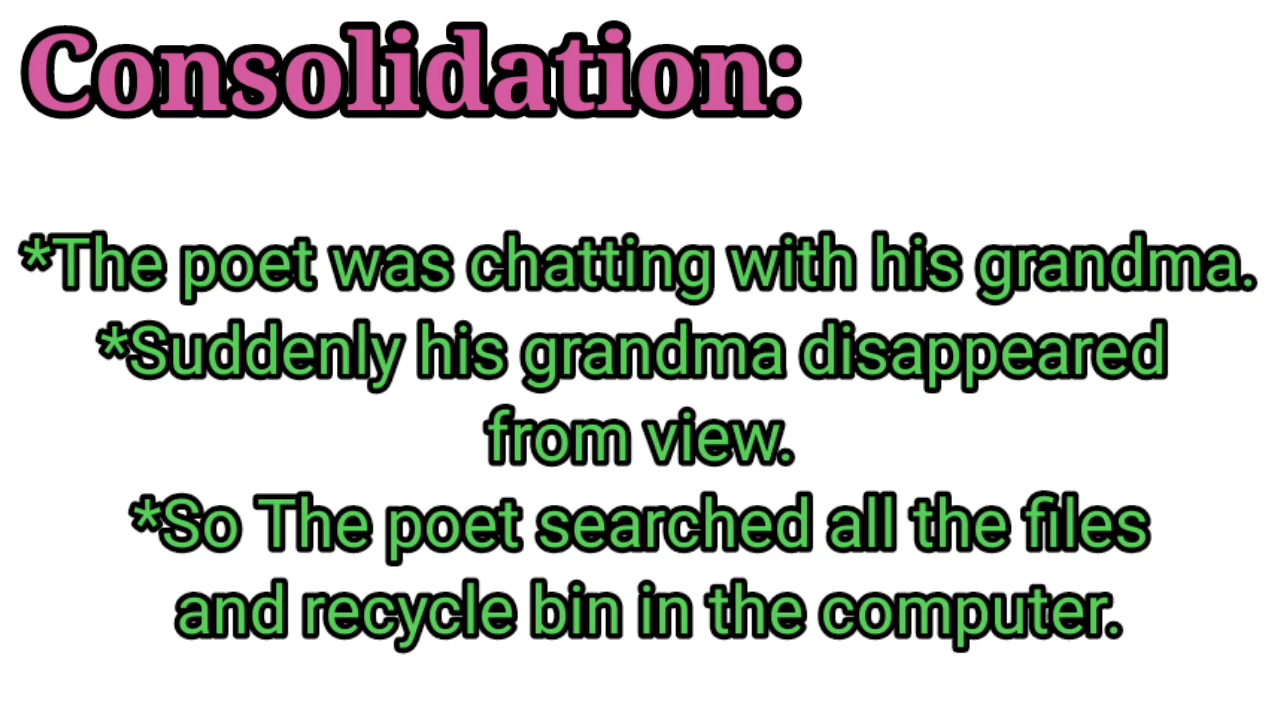 Consolidation:
*The poet was chatting with his grandma.
*Suddenly his grandma disappeared
from view.
*So The poet searched all the files
and recycle bin in the computer.